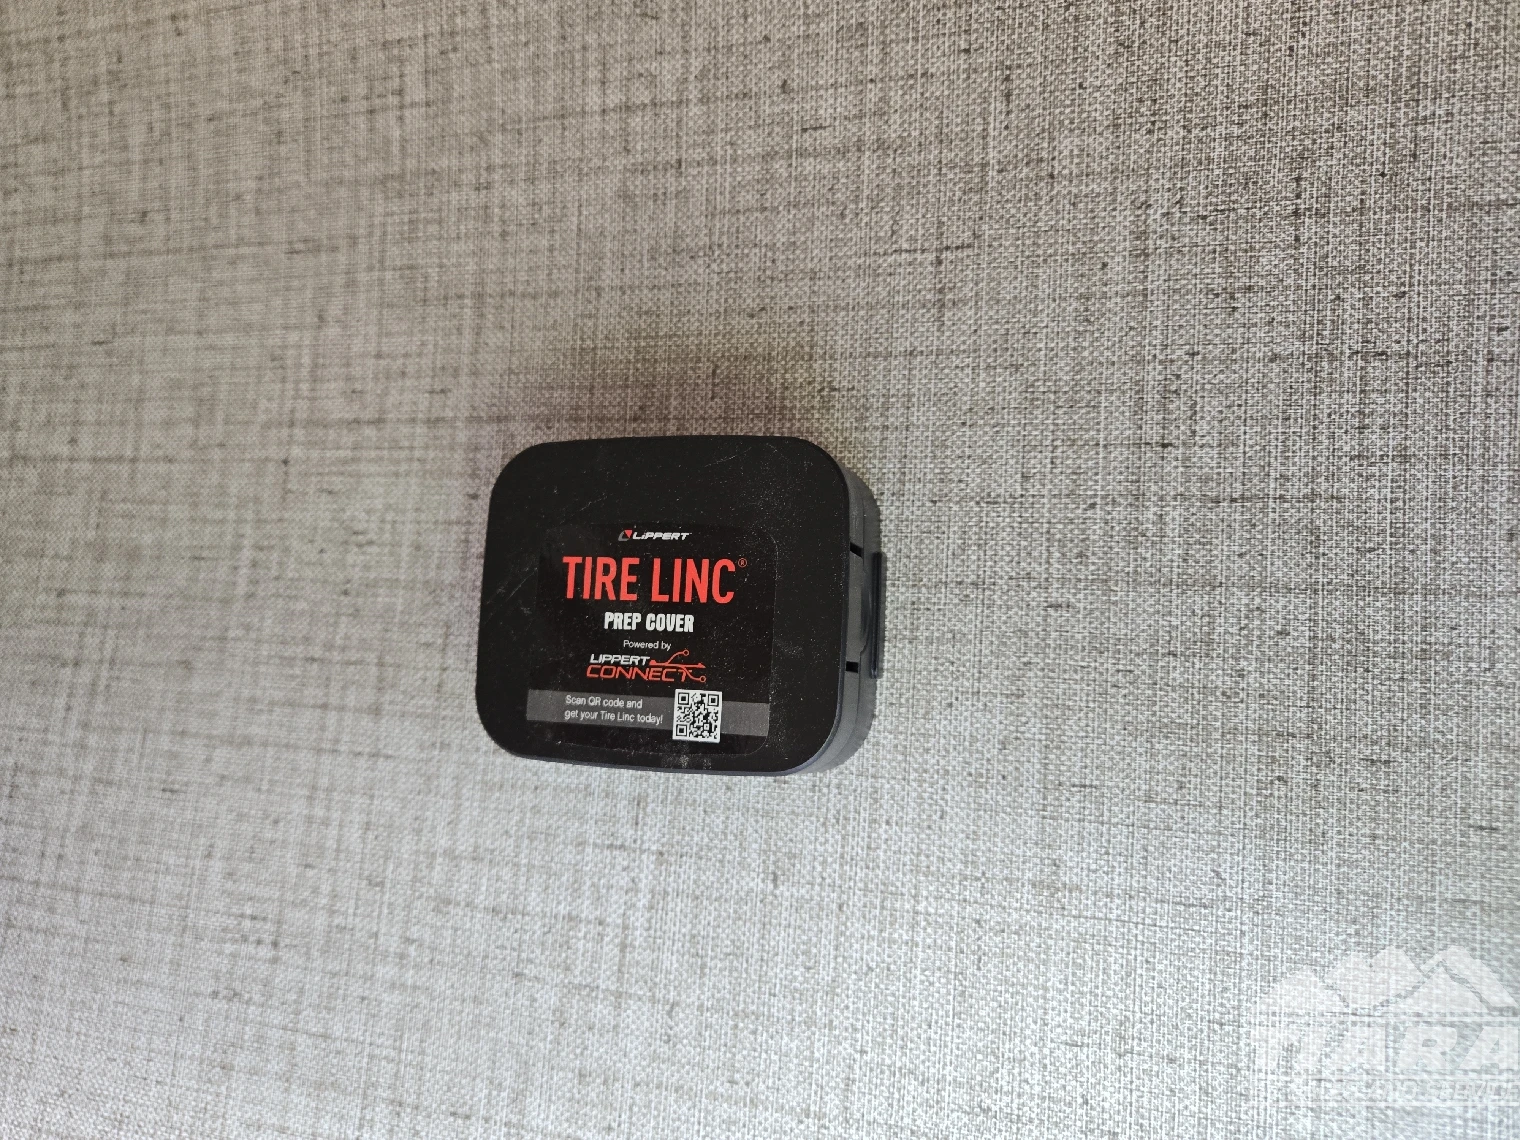 LIPPERT
TIRE LINC®
PREP COVER
Powered by
LIPPERT
CONNECT
Scan QR code and
get your Tire Linc today!